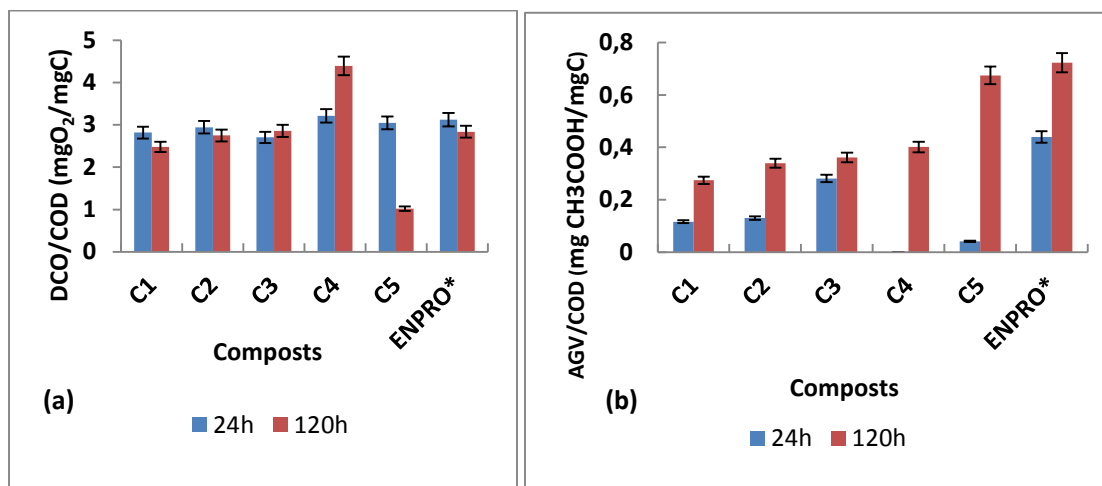 DCO/COD (mgO₂/mgC)
5
4
3
2
1
0
C1
C2
C3
C4
C5
ENPRO*
Composts
(a)
24h
120h
AGV/COD (mg CH3COOH/mgC)
0,8
0,6
0,4
0,2
0
C1
C2
C3
C4
C5
ENPRO*
Composts
(b)
24h
120h